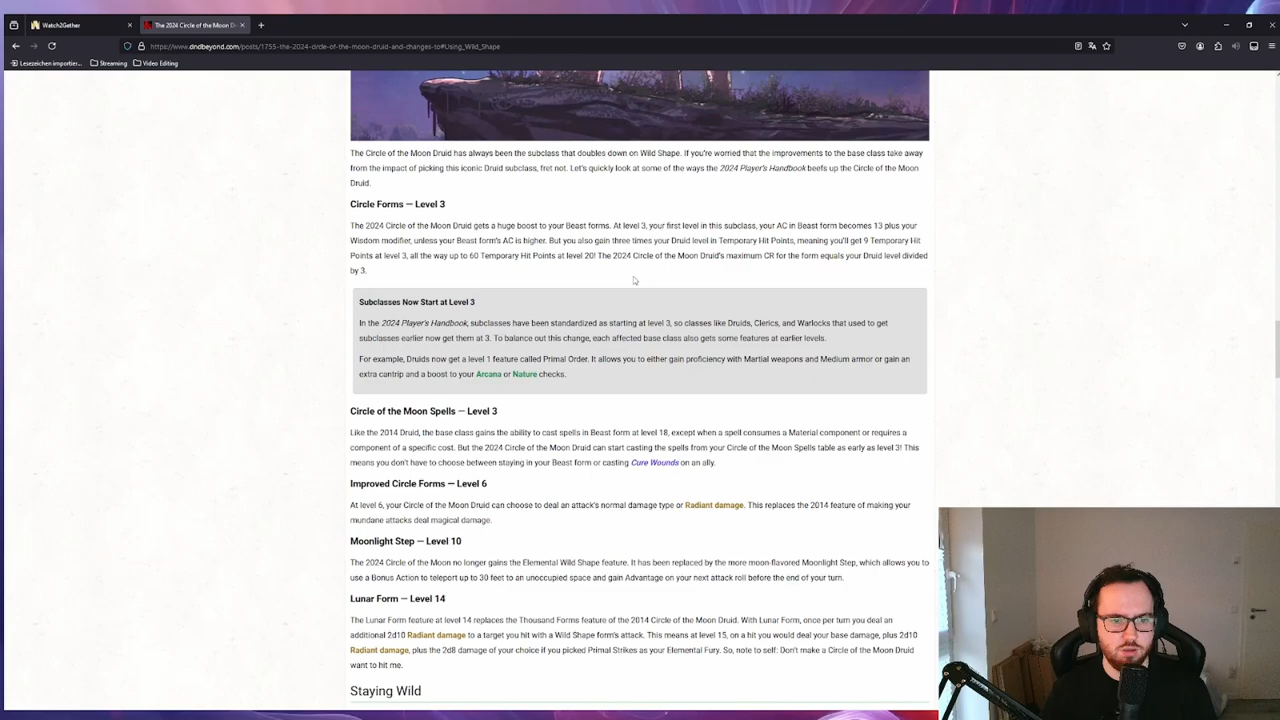 Watch2Gether
The 2024 Circle of the Moon D
https://www.dndbeyond.com/posts/1755-the-2024-circle-of-the-moon-druid-and-changes-to#Using_Wild_Shape
Lesezeichen importier...
Streaming
Video Editing
The Circle of the Moon Druid has always been the subclass that doubles down on Wild Shape. If you're worried that the improvements to the base class take away
from the impact of picking this iconic Druid subclass, fret not. Let's quickly look at some of the ways the 2024 Player's Handbook beefs up the Circle of the Moon
Druid.
Circle Forms — Level 3
The 2024 Circle of the Moon Druid gets a huge boost to your Beast forms. At level 3, your first level in this subclass, your AC in Beast form becomes 13 plus your
Wisdom modifier, unless your Beast form's AC is higher. But you also gain three times your Druid level in Temporary Hit Points, meaning you'll get 9 Temporary Hit
Points at level 3, all the way up to 60 Temporary Hit Points at level 20! The 2024 Circle of the Moon Druid's maximum CR for the form equals your Druid level divided
by 3.
Subclasses Now Start at Level 3
In the 2024 Player's Handbook, subclasses have been standardized as starting at level 3, so classes like Druids, Clerics, and Warlocks that used to get
subclasses earlier now get them at 3. To balance out this change, each affected base class also gets some features at earlier levels.
For example, Druids now get a level 1 feature called Primal Order. It allows you to either gain proficiency with Martial weapons and Medium armor or gain an
extra cantrip and a boost to your Arcana or Nature checks.
Circle of the Moon Spells — Level 3
Like the 2014 Druid, the base class gains the ability to cast spells in Beast form at level 18, except when a spell consumes a Material component or requires a
component of a specific cost. But the 2024 Circle of the Moon Druid can start casting the spells from your Circle of the Moon Spells table as early as level 3! This
means you don't have to choose between staying in your Beast form or casting Cure Wounds on an ally.
Improved Circle Forms — Level 6
At level 6, your Circle of the Moon Druid can choose to deal an attack's normal damage type or Radiant damage. This replaces the 2014 feature of making your
mundane attacks deal magical damage.
Moonlight Step — Level 10
The 2024 Circle of the Moon no longer gains the Elemental Wild Shape feature. It has been replaced by the more moon-flavored Moonlight Step, which allows you to
use a Bonus Action to teleport up to 30 feet to an unoccupied space and gain Advantage on your next attack roll before the end of your turn.
Lunar Form — Level 14
The Lunar Form feature at level 14 replaces the Thousand Forms feature of the 2014 Circle of the Moon Druid. With Lunar Form, once per turn you deal an
additional 2d10 Radiant damage to a target you hit with a Wild Shape form's attack. This means at level 15, on a hit you would deal your base damage, plus 2d10
Radiant damage, plus the 2d8 damage of your choice if you picked Primal Strikes as your Elemental Fury. So, note to self: Don't make a Circle of the Moon Druid
want to hit me.
Staying Wild